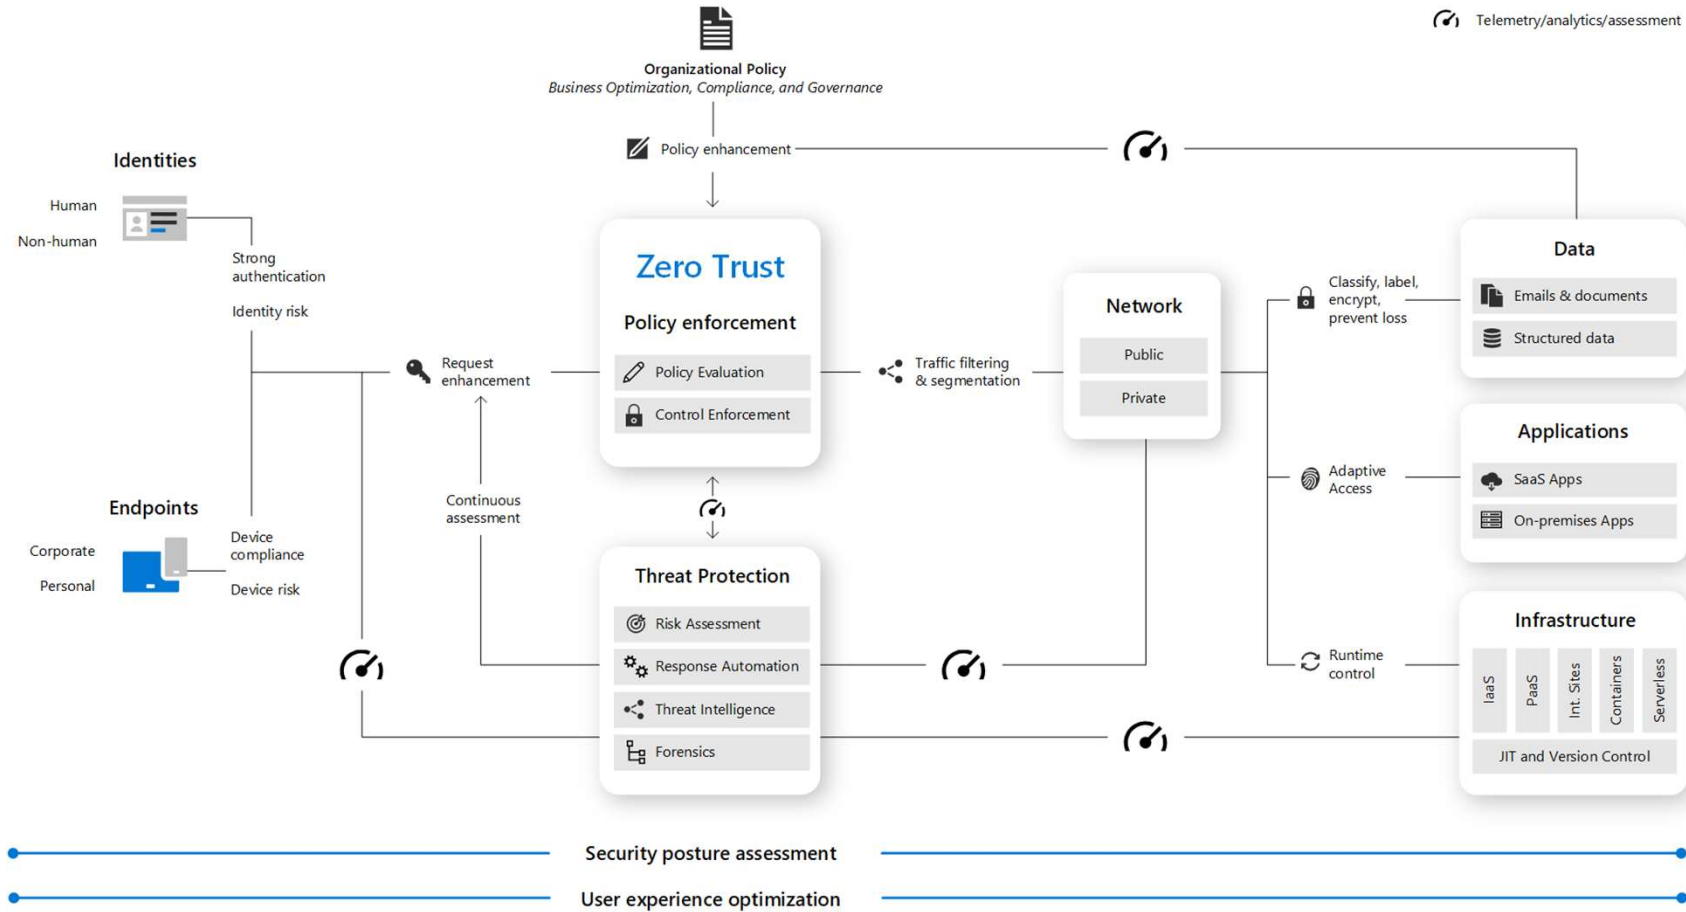 Telemetry/analytics/assessment
Organizational Policy
Business Optimization, Compliance, and Governance
Policy enhancement
Identities
Human
Non-human
Strong
authentication
Identity risk
Endpoints
Corporate
Personal
Device
compliance
Device risk
Request
enhancement
Continuous
assessment
Zero Trust
Policy enforcement
Policy Evaluation
Control Enforcement
Threat Protection
Risk Assessment
Response Automation
Threat Intelligence
Forensics
Traffic filtering
& segmentation
Network
Public
Private
Classify, label,
encrypt,
prevent loss
Adaptive
Access
Runtime
control
Data
Emails & documents
Structured data
Applications
SaaS Apps
On-premises Apps
Infrastructure
IaaS
PaaS
Int. Sites
Containers
Serverless
JIT and Version Control
Security posture assessment
User experience optimization